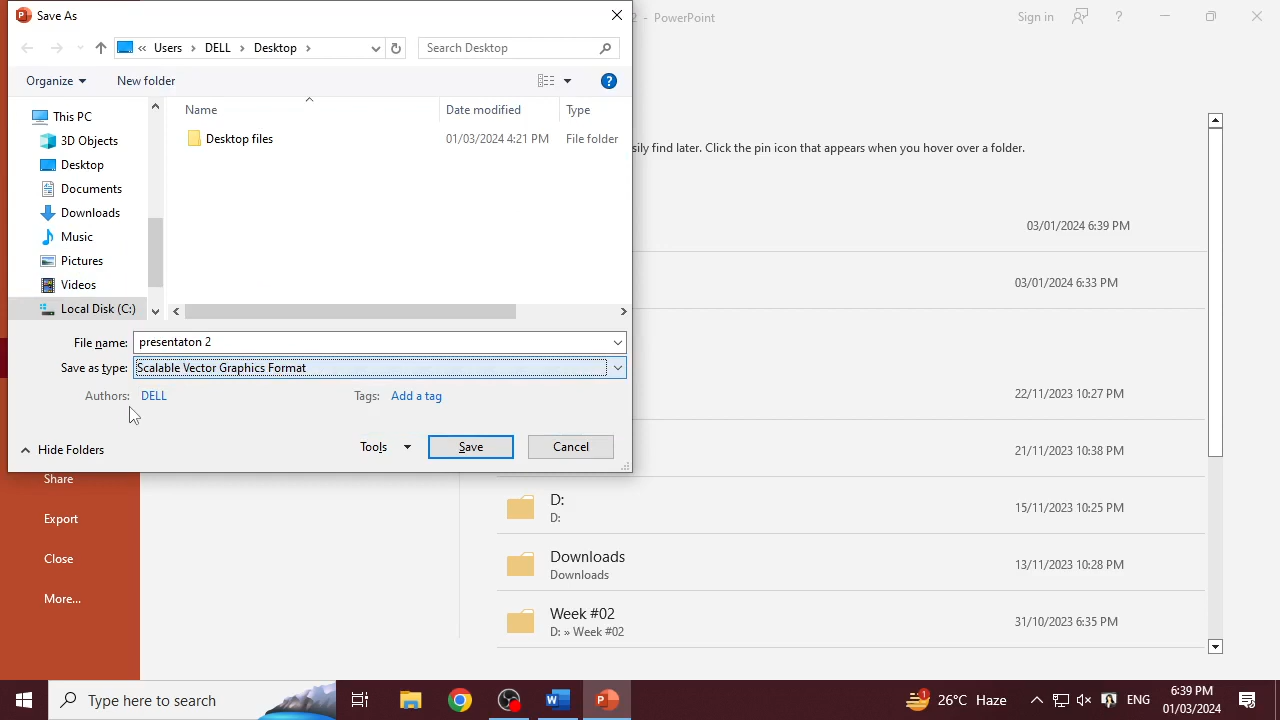 Save As
2 - PowerPoint
Sign in
?
« Users > DELL > Desktop >
Search Desktop
Organize
New folder
?
Name
Date modified
Type
This PC
3D Objects
Desktop
Documents
Downloads
Music
Pictures
Videos
Local Disk (C:)
Desktop files
01/03/2024 4:21 PM
File folder
sily find later. Click the pin icon that appears when you hover over a folder.
03/01/2024 6:39 PM
03/01/2024 6:33 PM
File name: presentaton 2
Save as type: Scalable Vector Graphics Format
Authors: DELL
Tags: Add a tag
22/11/2023 10:27 PM
Hide Folders
Tools
Save
Cancel
21/11/2023 10:38 PM
Share
Export
Close
More...
D:
D:
15/11/2023 10:25 PM
Downloads
Downloads
13/11/2023 10:28 PM
Week #02
D: » Week #02
31/10/2023 6:35 PM
Type here to search
1
26°C Haze
ENG
6:39 PM
01/03/2024